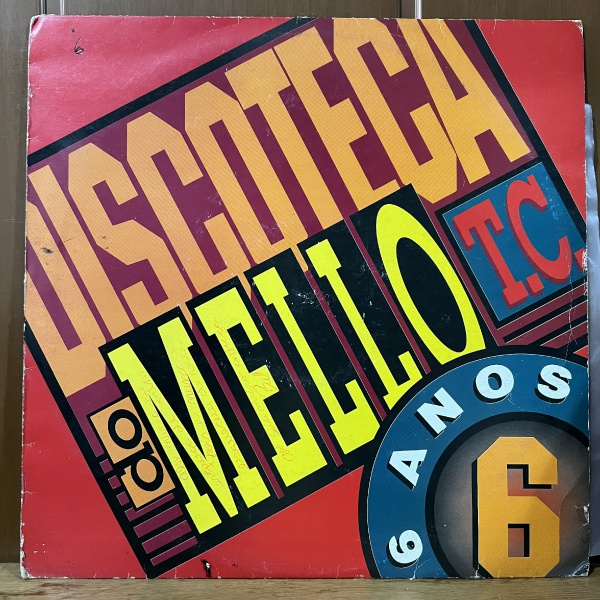 DISCOTECA
do
MELLO
T.C.
6 ANOS
6